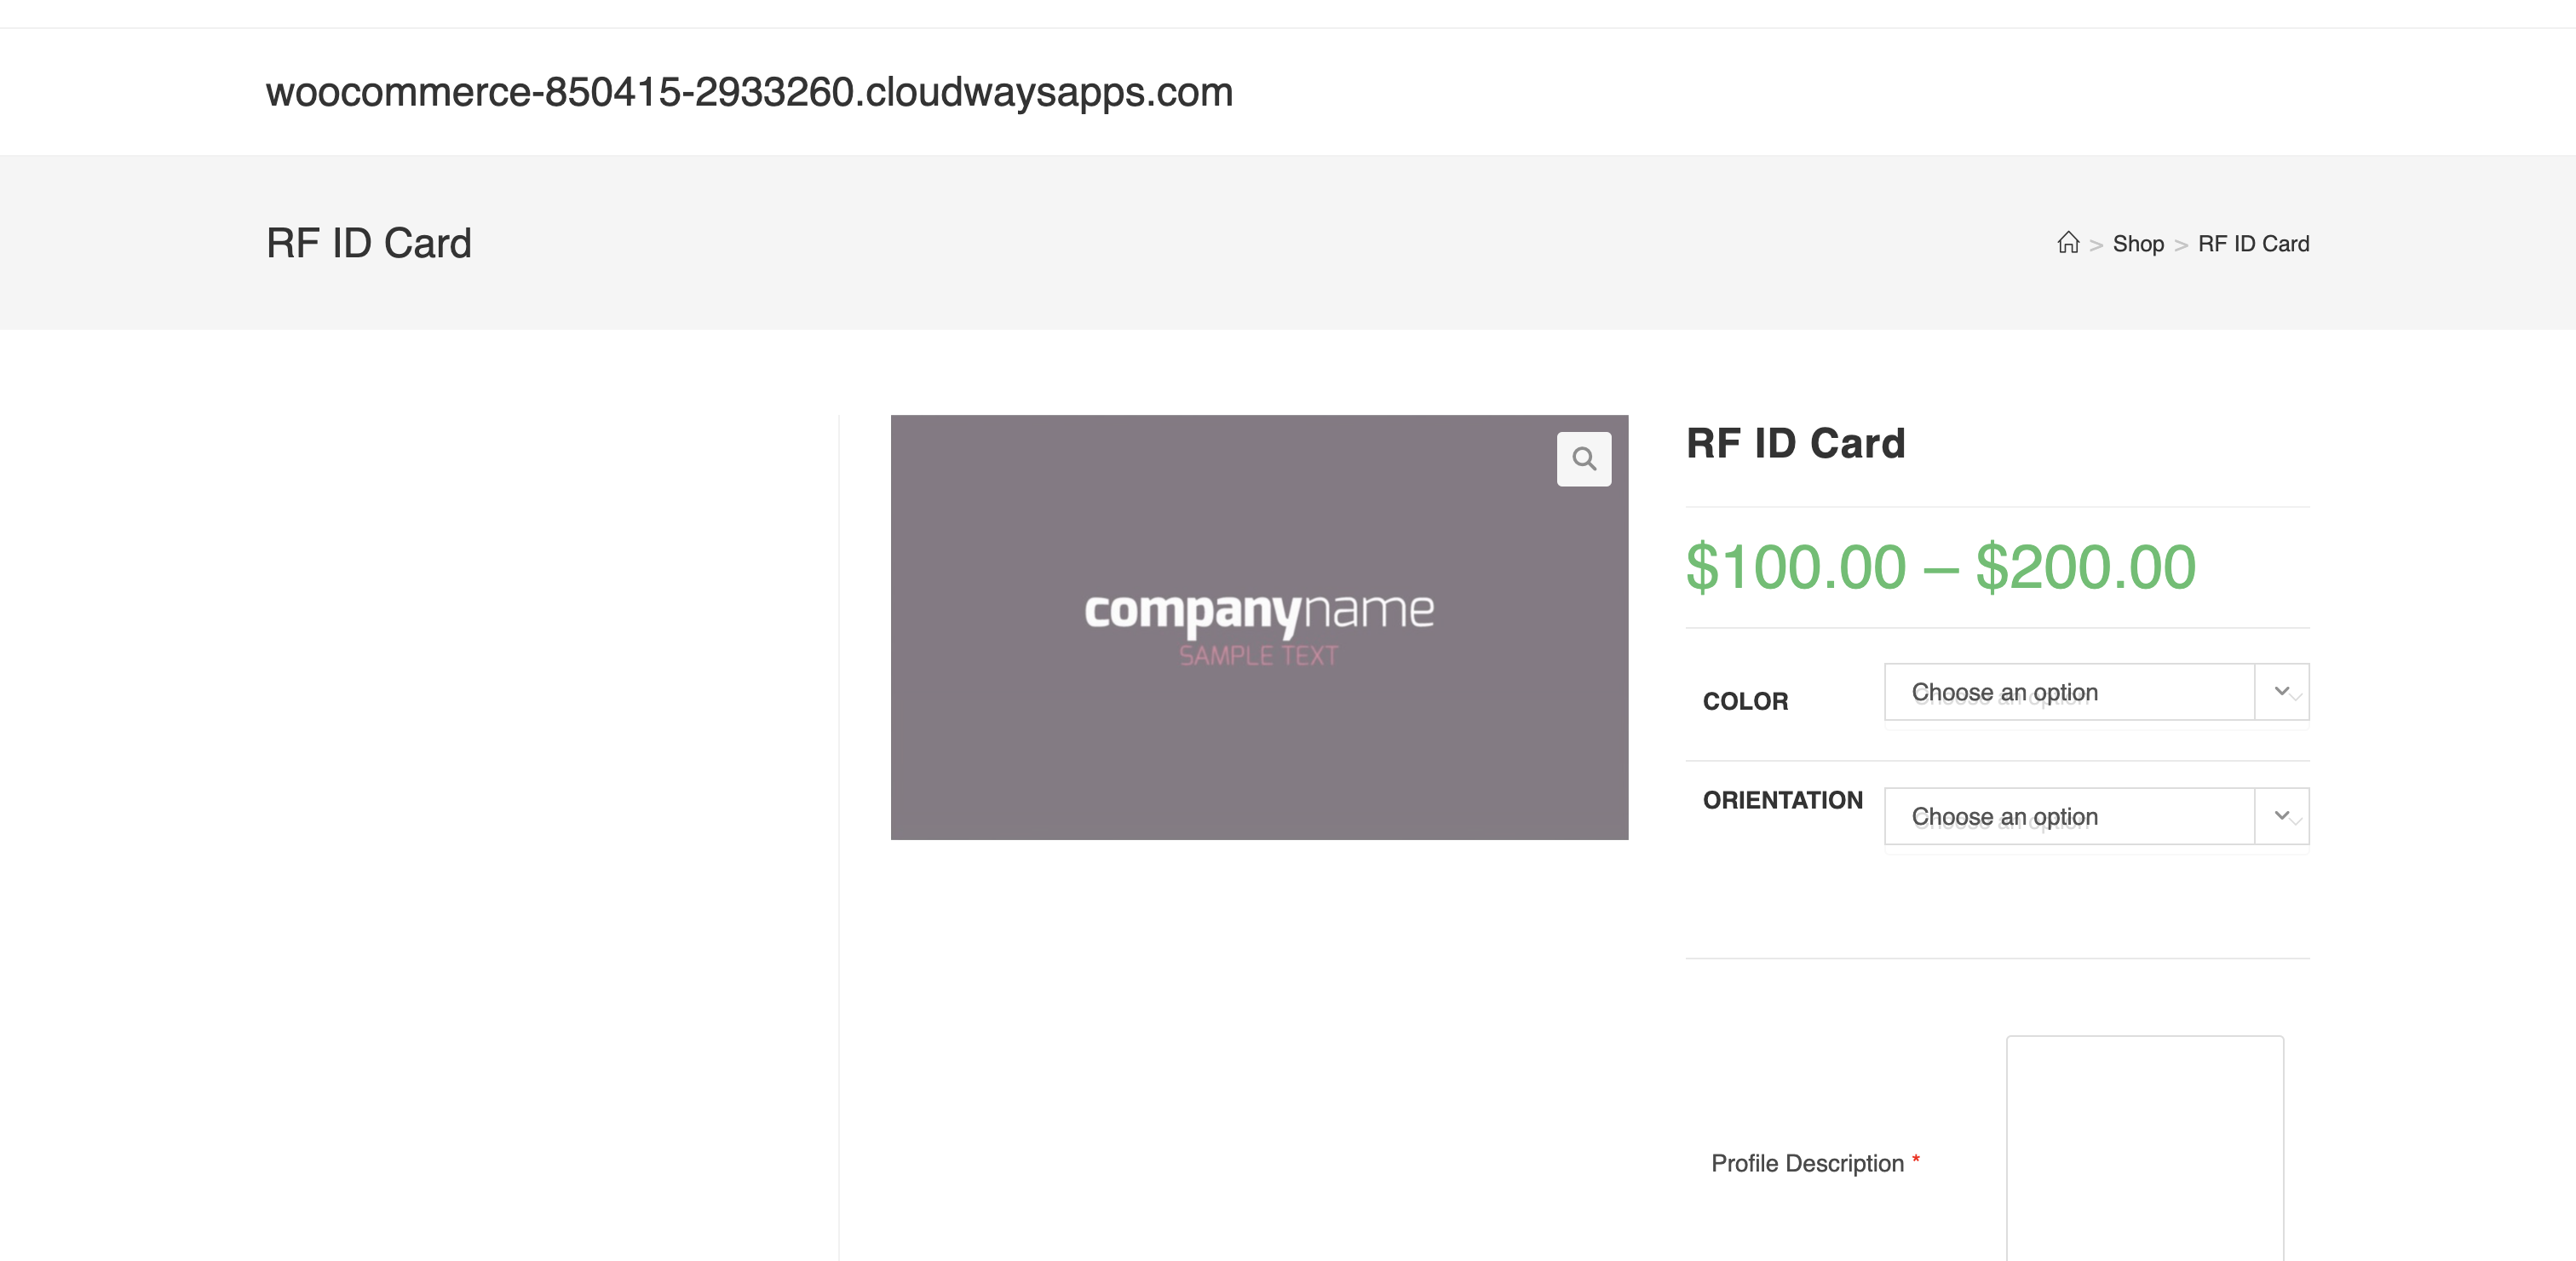 woocommerce-850415-2933260.cloudwaysapps.com
RF ID Card
> Shop > RF ID Card
companyname
SAMPLE TEXT
RF ID Card
$100.00 – $200.00
COLOR
Choose an option
ORIENTATION
Choose an option
Profile Description *